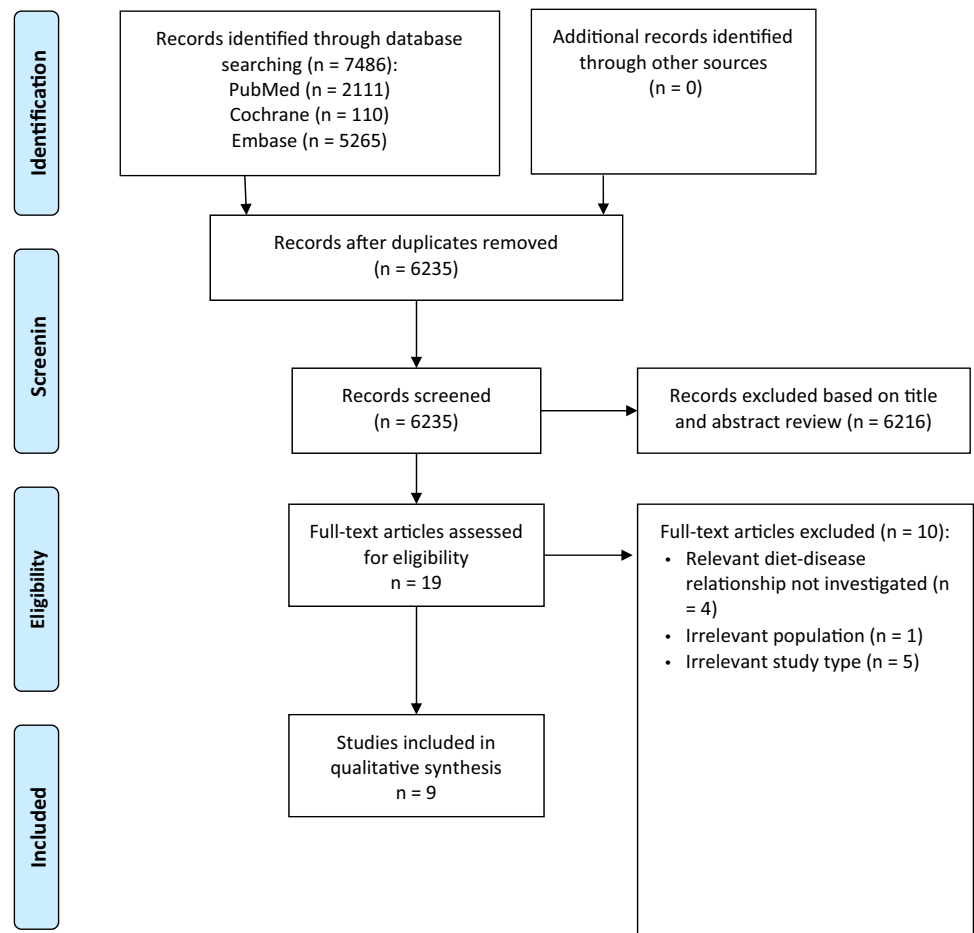 Identification
Records identified through database
searching (n = 7486):
PubMed (n = 2111)
Cochrane (n = 110)
Embase (n = 5265)
Additional records identified
through other sources
(n = 0)
Records after duplicates removed
(n = 6235)
Screenin
Records screened
(n = 6235)
Records excluded based on title
and abstract review (n = 6216)
Eligibility
Full-text articles assessed
for eligibility
n = 19
Full-text articles excluded (n = 10):
• Relevant diet-disease
relationship not investigated (n
= 4)
• Irrelevant population (n = 1)
• Irrelevant study type (n = 5)
Included
Studies included in
qualitative synthesis
n = 9